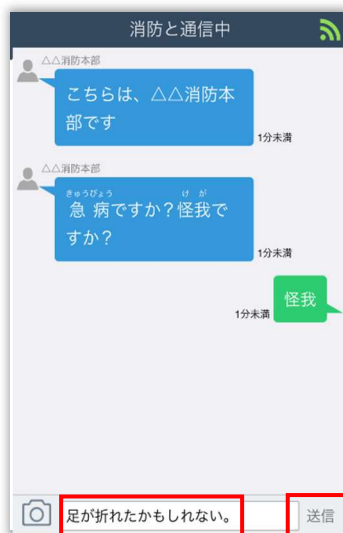 消防と通信中
△△消防本部
こちらは、△△消防本
部です
1分未満
△△消防本部
きゅうびょう けが
急病ですか?怪我で
すか?
1分未満
怪我
1分未満
足が折れたかもしれない。
送信